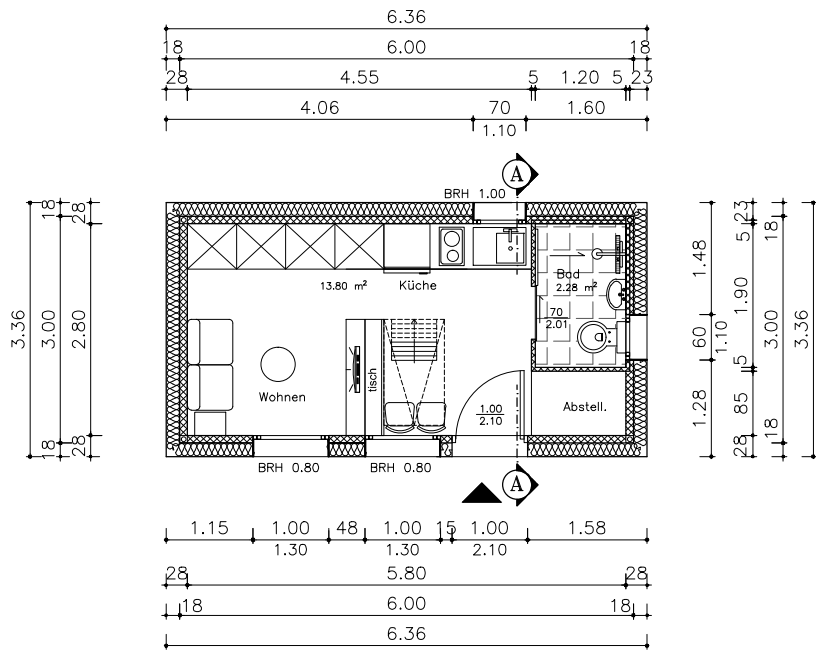 6.36
18 6.00 18
28 4.55 5 1.20 5 23
4.06 70 1.60
1.10
A
BRH 1.00
3.36
18 3.00 18
28 2.80 28
13.80 m²
Küche
Bad
2.28 m²
70
2.01
Wohnen
tisch
1.00
2.10
Abstell.
1.48 60 1.28
1.10
23 5 1.90 5 85 28
18 3.00 18
3.36
BRH 0.80 BRH 0.80
A
1.15 1.00 48 1.00 15 1.00 1.58
1.30 1.30 2.10
28 5.80 28
18 6.00 18
6.36